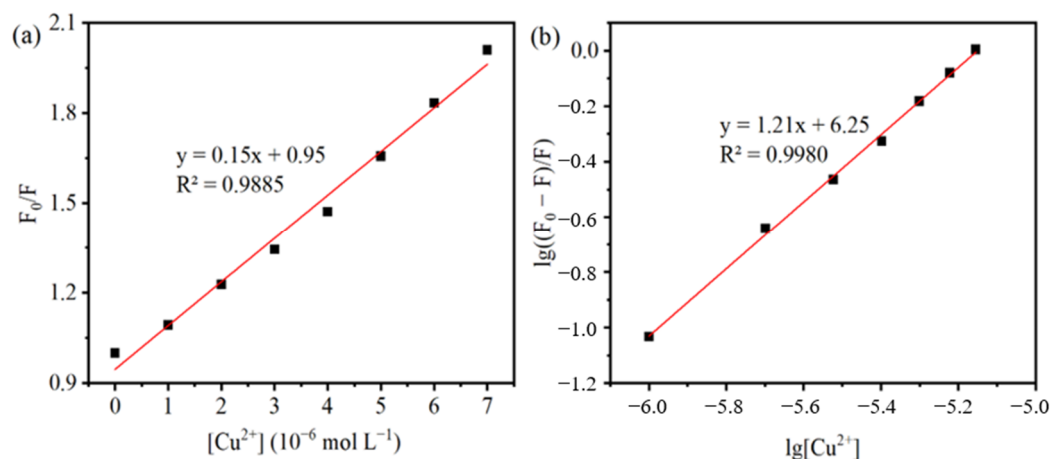 (a)
2.1
1.8
1.5
1.2
0.9
F₀/F
y = 0.15x + 0.95
R² = 0.9885
0 1 2 3 4 5 6 7
[Cu²⁺] (10⁻⁶ mol L⁻¹)
(b)
0.0
−0.2
−0.4
−0.6
−0.8
−1.0
−1.2
lg((F₀ − F)/F)
y = 1.21x + 6.25
R² = 0.9980
−6.0 −5.8 −5.6 −5.4 −5.2 −5.0
lg[Cu²⁺]